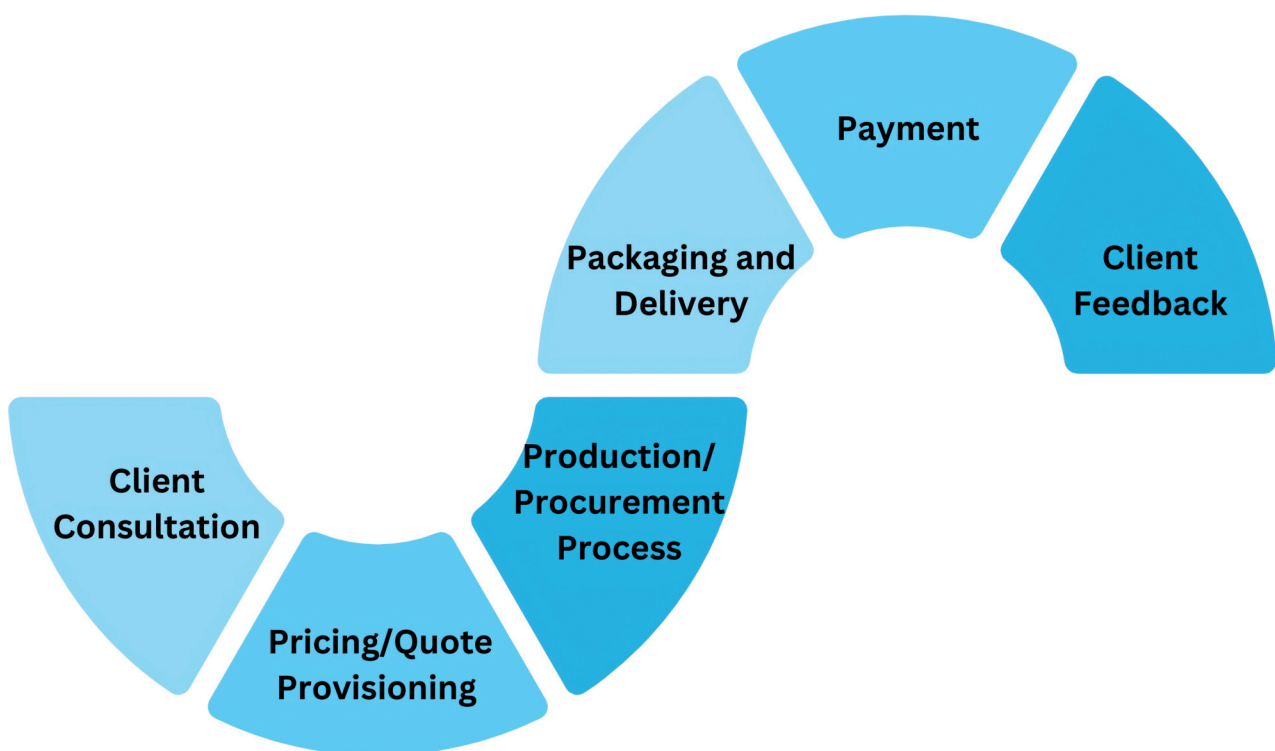 Client
Consultation
Pricing/Quote
Provisioning
Production/
Procurement
Process
Packaging and
Delivery
Payment
Client
Feedback